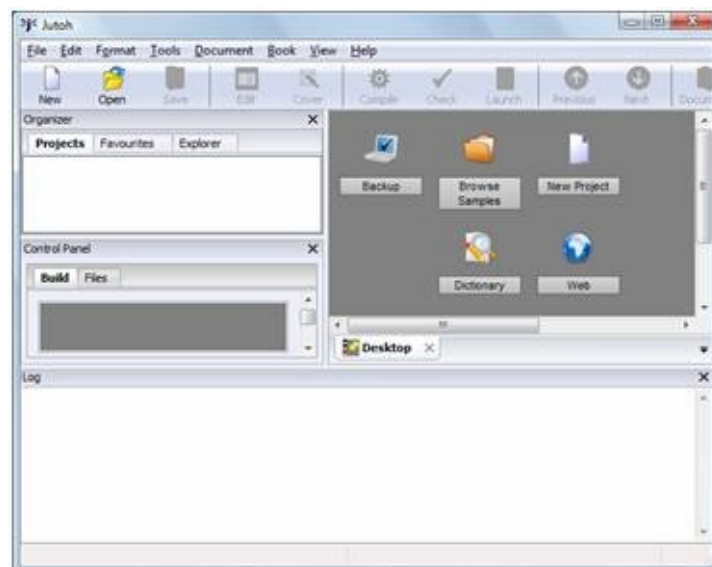 Jutoh
File Edit Format Tools Document Book View Help
New Open Save Edit Cover Compile Check Launch Previous Next
Organizer
Projects Favourites Explorer
Backup Browse Samples New Project
Control Panel
Build Files
Dictionary Web
Desktop
Log